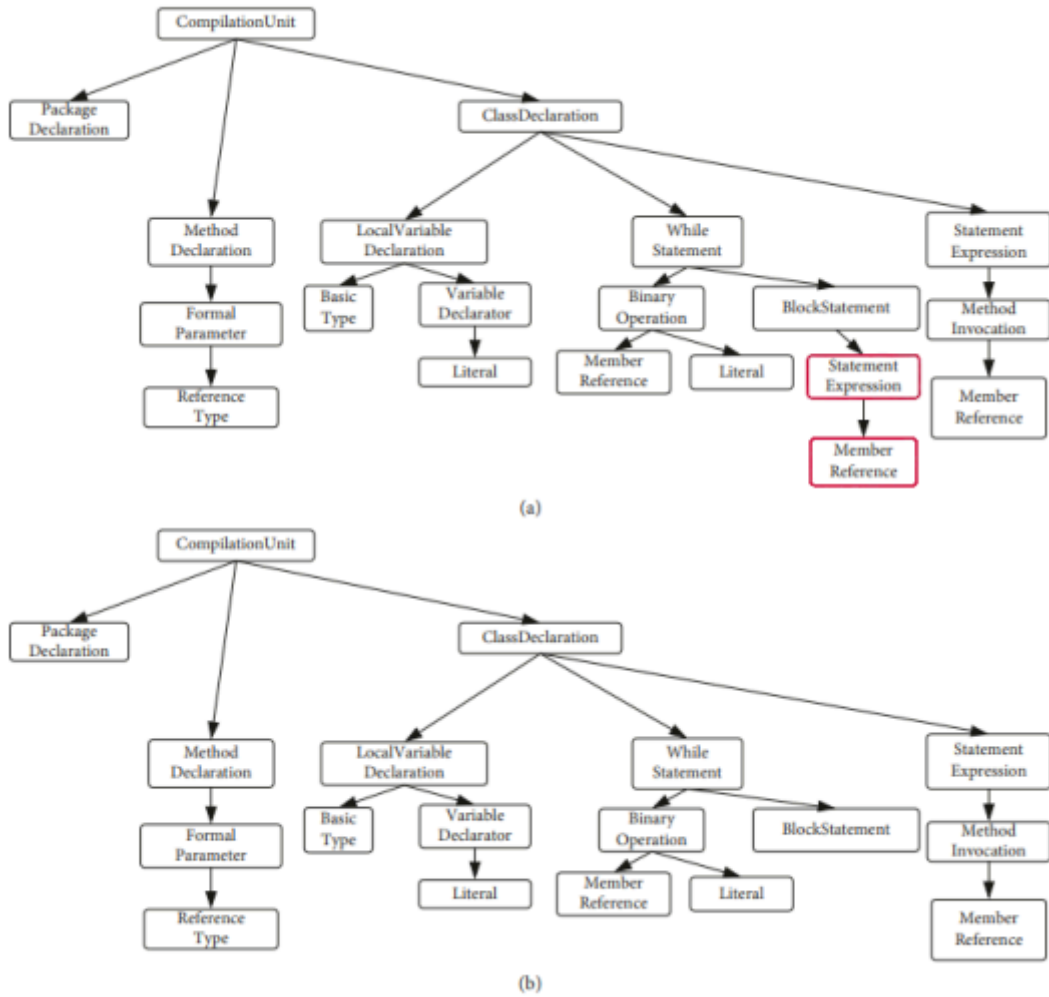 CompilationUnit
Package
Declaration
ClassDeclaration
Method
Declaration
LocalVariable
Declaration
While
Statement
Statement
Expression
Basic
Type
Variable
Declarator
Binary
Operation
BlockStatement
Method
Invocation
Formal
Parameter
Literal
Member
Reference
Literal
Statement
Expression
Member
Reference
Reference
Type
Member
Reference
(a)
CompilationUnit
Package
Declaration
ClassDeclaration
Method
Declaration
LocalVariable
Declaration
While
Statement
Statement
Expression
Basic
Type
Variable
Declarator
Binary
Operation
BlockStatement
Method
Invocation
Formal
Parameter
Literal
Member
Reference
Literal
Member
Reference
Reference
Type
(b)